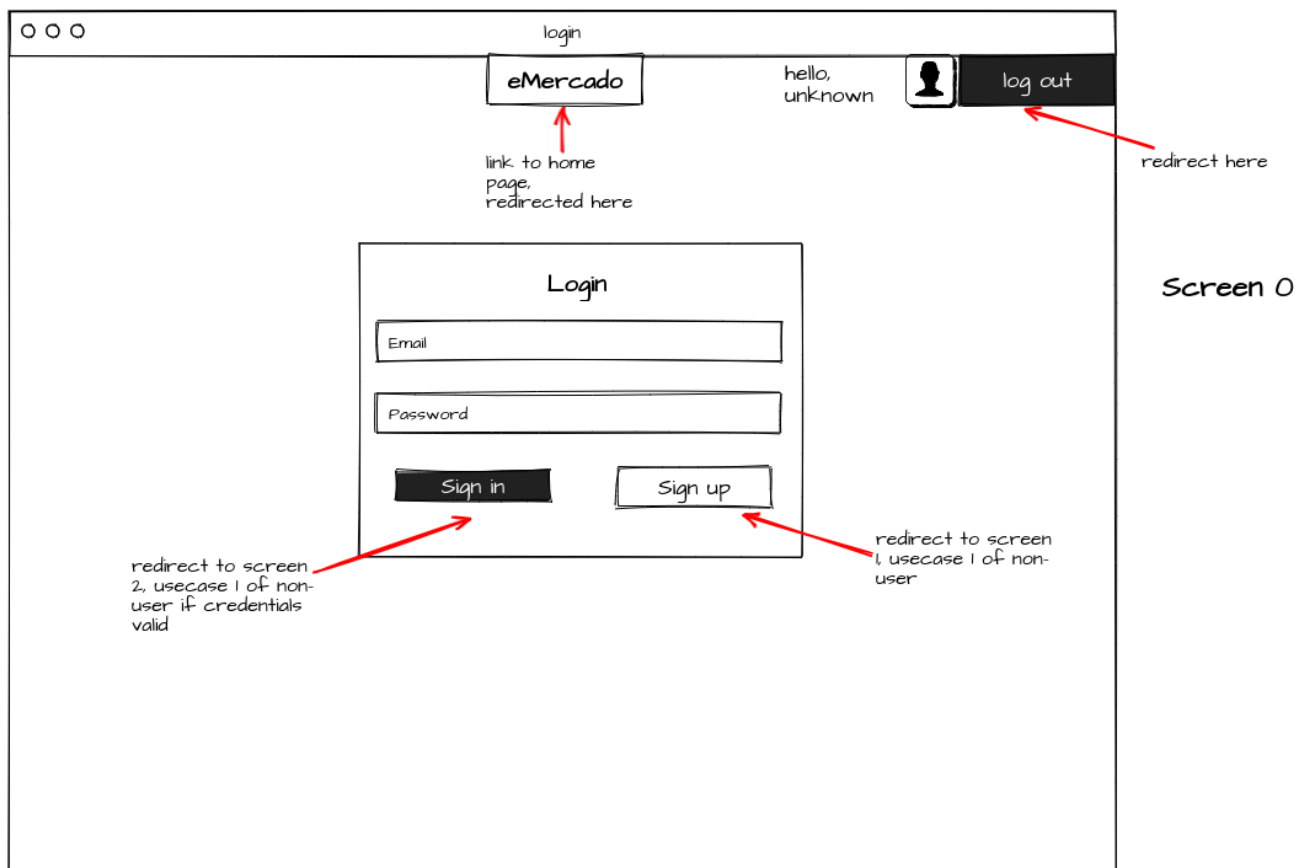 login
eMercado
hello,
unknown
log out
link to home
page,
redirected here
redirect here
Screen 0
Login
Email
Password
Sign in
Sign up
redirect to screen
2, usecase 1 of non-
user if credentials
valid
redirect to screen
1, usecase 1 of non-
user